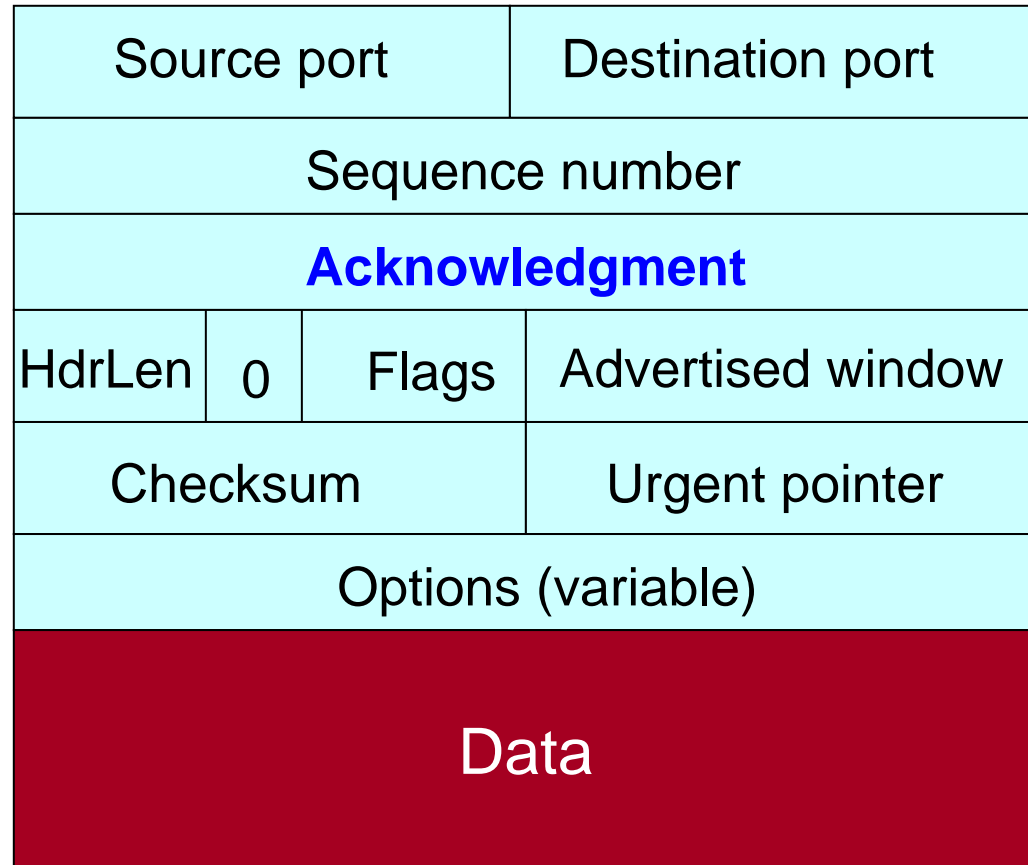 Source port Destination port
Sequence number
Acknowledgment
HdrLen 0 Flags Advertised window
Checksum Urgent pointer
Options (variable)
Data